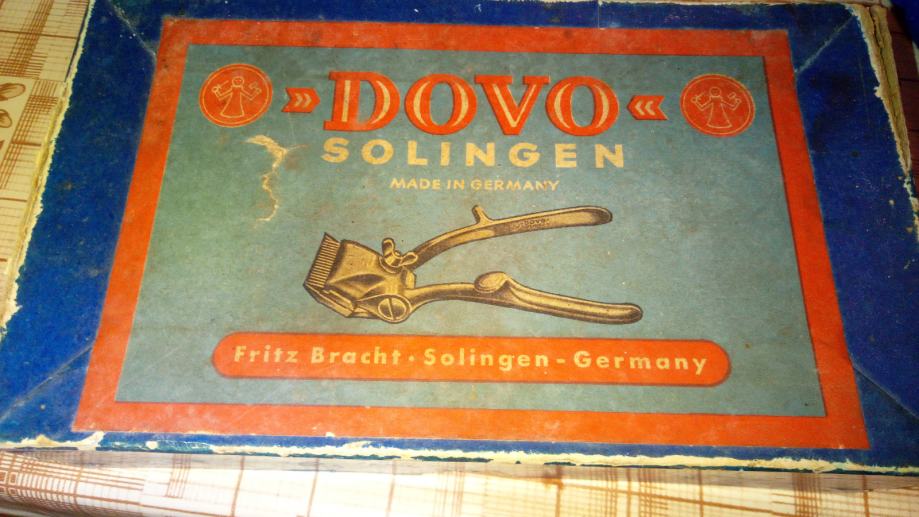 »DOVO«
SOLINGEN
MADE IN GERMANY
Fritz Bracht · Solingen - Germany